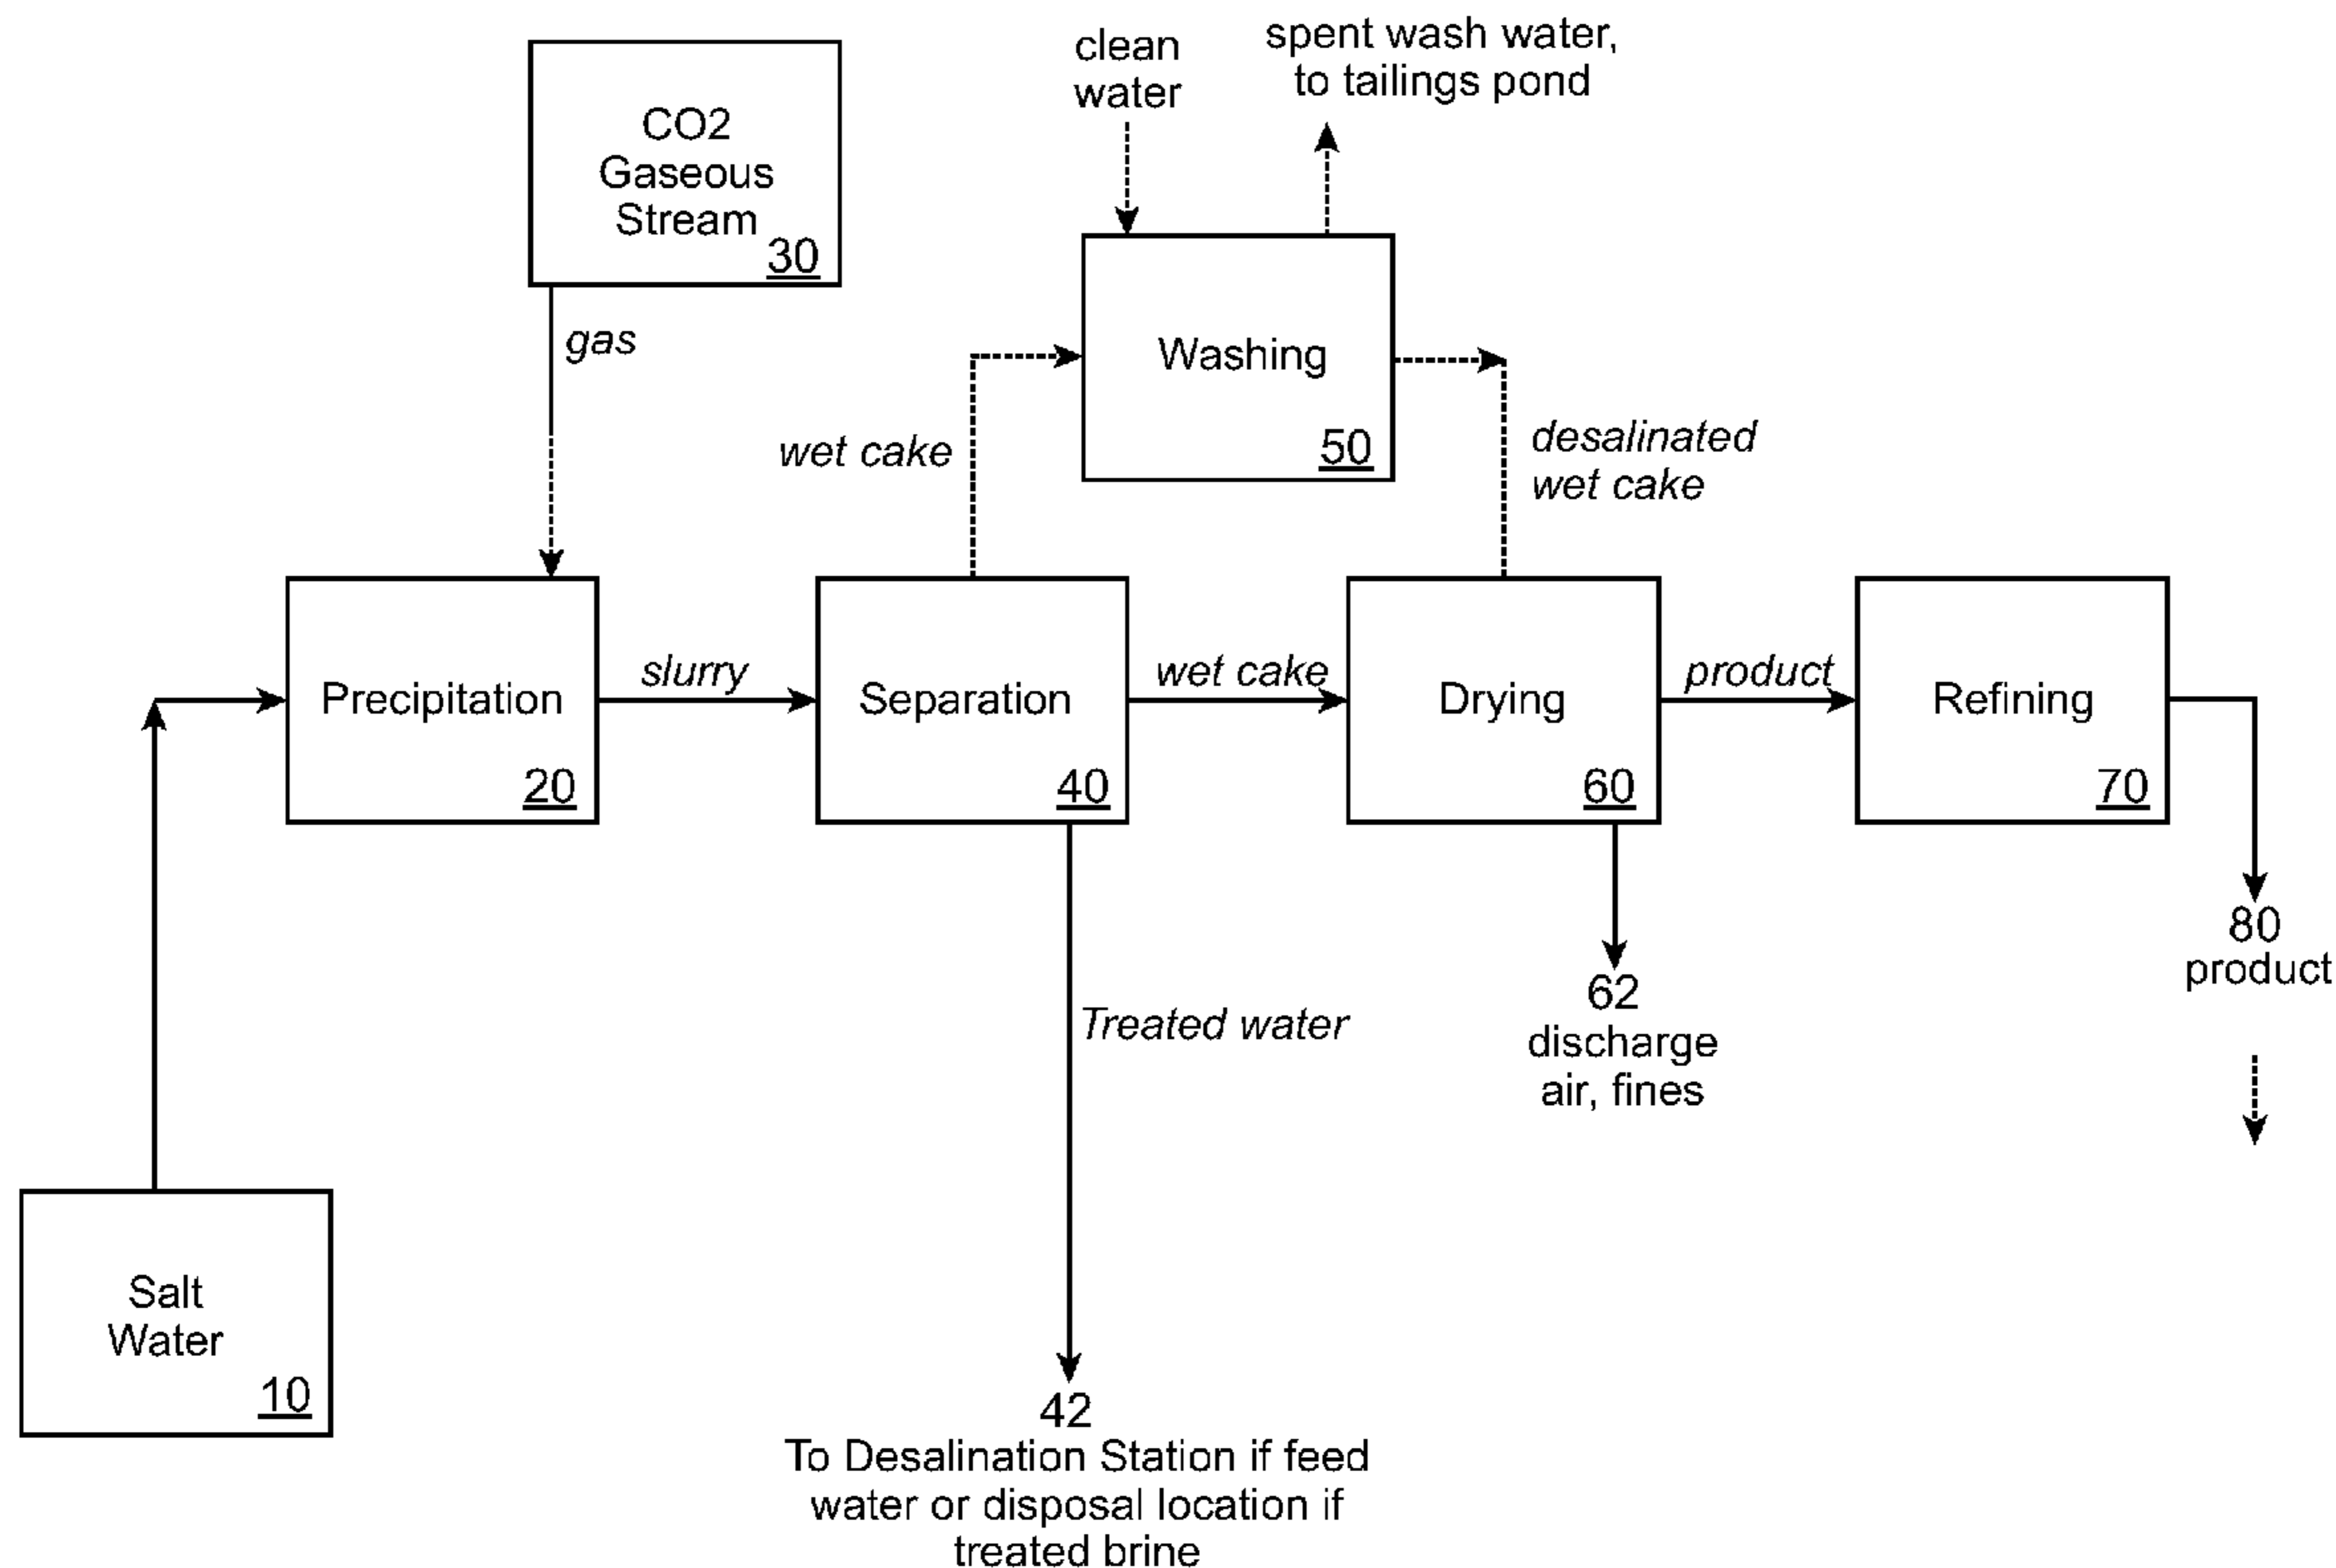 clean
water
spent wash water,
to tailings pond
CO2
Gaseous
Stream
30
gas
Washing
50
wet cake
desalinated
wet cake
Precipitation
20
slurry
Separation
40
wet cake
Drying
60
product
Refining
70
80
product
62
discharge
air, fines
Treated water
Salt
Water
10
42
To Desalination Station if feed
water or disposal location if
treated brine